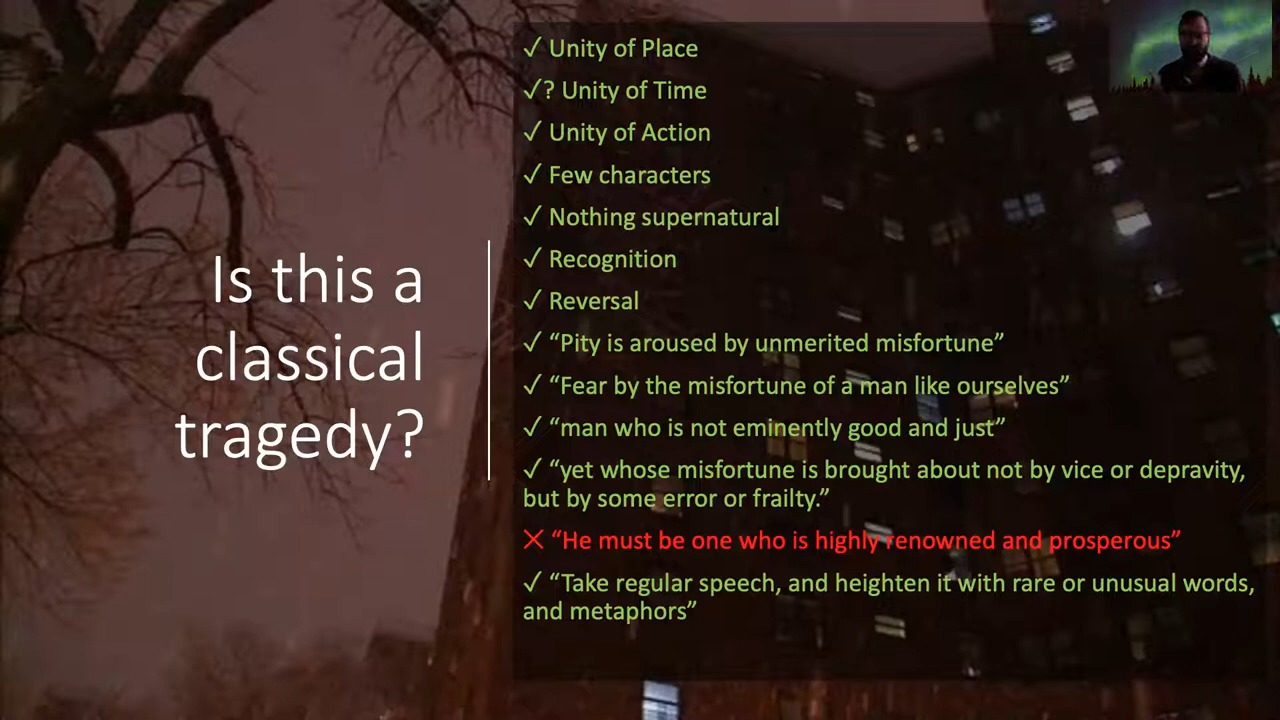 Is this a
classical
tragedy?
✓ Unity of Place
✓? Unity of Time
✓ Unity of Action
✓ Few characters
✓ Nothing supernatural
✓ Recognition
✓ Reversal
✓ “Pity is aroused by unmerited misfortune”
✓ “Fear by the misfortune of a man like ourselves”
✓ “man who is not eminently good and just”
✓ “yet whose misfortune is brought about not by vice or depravity,
but by some error or frailty.”
✕ “He must be one who is highly renowned and prosperous”
✓ “Take regular speech, and heighten it with rare or unusual words,
and metaphors”